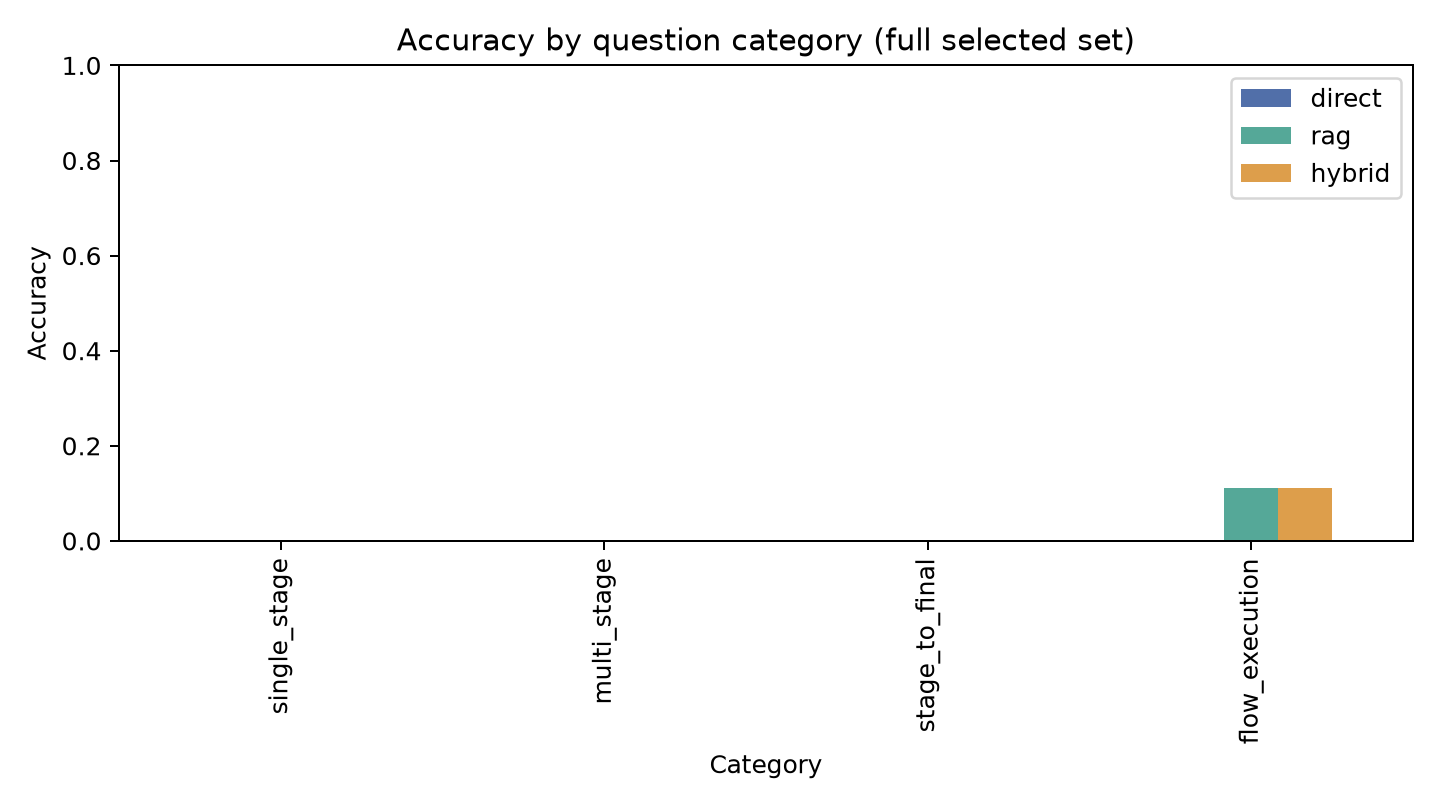 Accuracy by question category (full selected set)
1.0
0.8
0.6
0.4
0.2
0.0
Accuracy
direct
rag
hybrid
single_stage
multi_stage
stage_to_final
flow_execution
Category